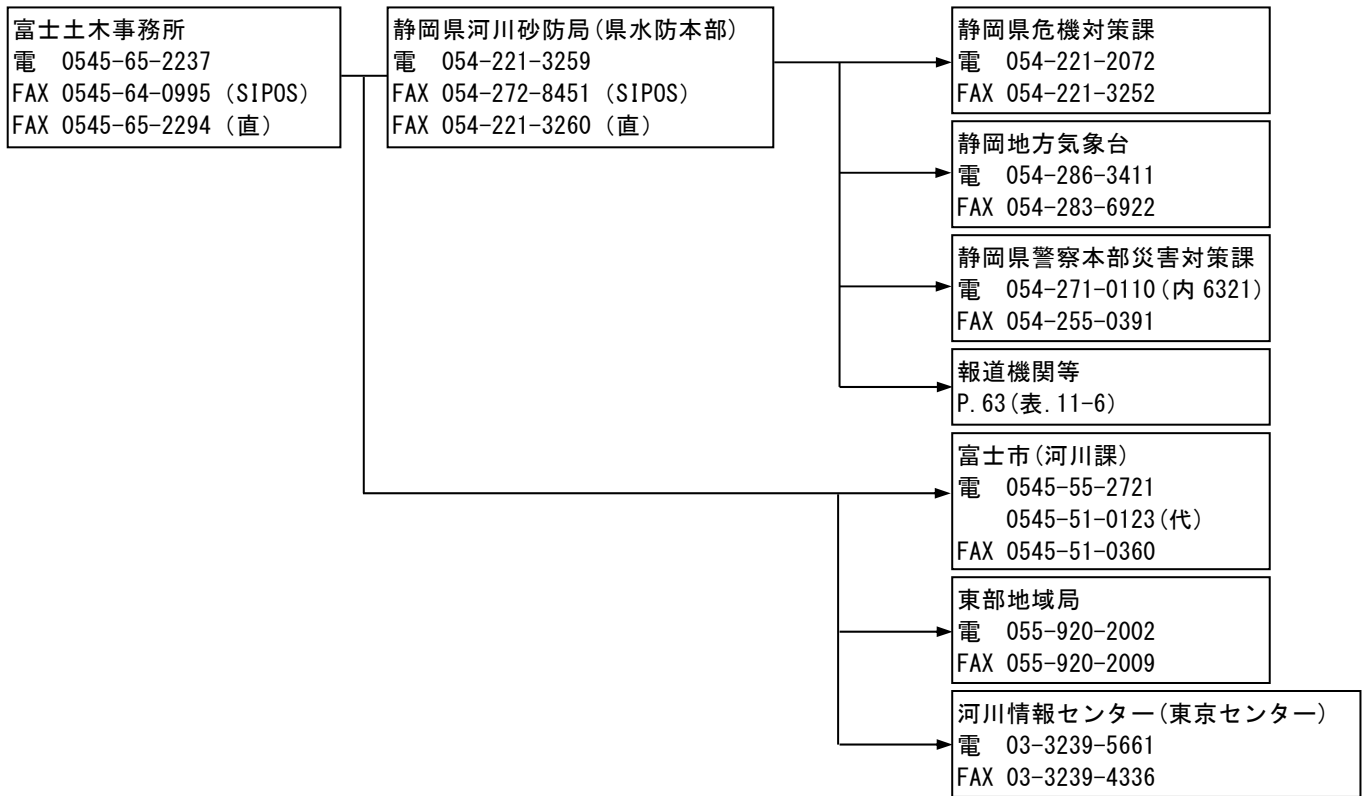 富士土木事務所
電 0545-65-2237
FAX 0545-64-0995 (SIPOS)
FAX 0545-65-2294 (直)
静岡県河川砂防局(県水防本部)
電 054-221-3259
FAX 054-272-8451 (SIPOS)
FAX 054-221-3260 (直)
静岡県危機対策課
電 054-221-2072
FAX 054-221-3252
静岡地方気象台
電 054-286-3411
FAX 054-283-6922
静岡県警察本部災害対策課
電 054-271-0110(内 6321)
FAX 054-255-0391
報道機関等
P.63(表.11-6)
富士市(河川課)
電 0545-55-2721
0545-51-0123(代)
FAX 0545-51-0360
東部地域局
電 055-920-2002
FAX 055-920-2009
河川情報センター(東京センター)
電 03-3239-5661
FAX 03-3239-4336